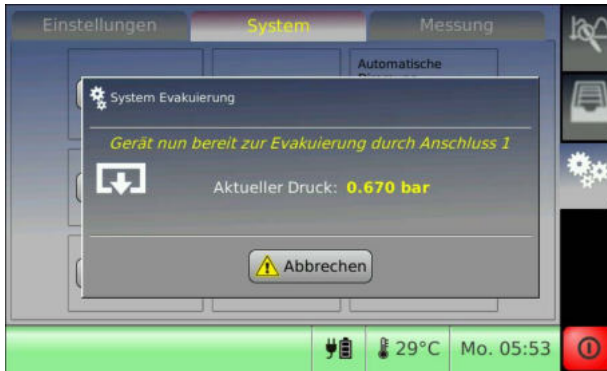 Einstellungen
System
Messung
Automatische
System Evakuierung
Gerät nun bereit zur Evakuierung durch Anschluss 1
Aktueller Druck: 0.670 bar
Abbrechen
29°C
Mo. 05:53